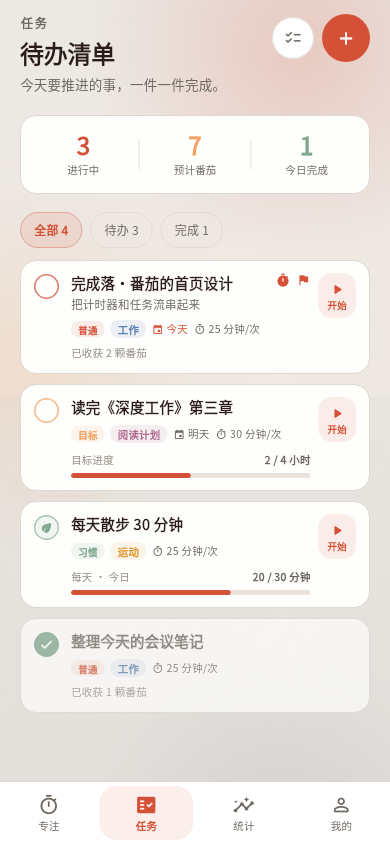 任务
待办清单
今天要推进的事，一件一件完成。
3 7 1
进行中 预计番茄 今日完成
全部 4 待办 3 完成 1
完成落·番茄的首页设计
把计时器和任务流串起来
普通 工作 今天 25 分钟/次
已收获 2 颗番茄
开始
读完《深度工作》第三章
目标 阅读计划 明天 30 分钟/次
目标进度 2 / 4 小时
开始
每天散步 30 分钟
习惯 运动 25 分钟/次
每天 · 今日 20 / 30 分钟
开始
整理今天的会议笔记
普通 工作 25 分钟/次
已收获 1 颗番茄
专注 任务 统计 我的